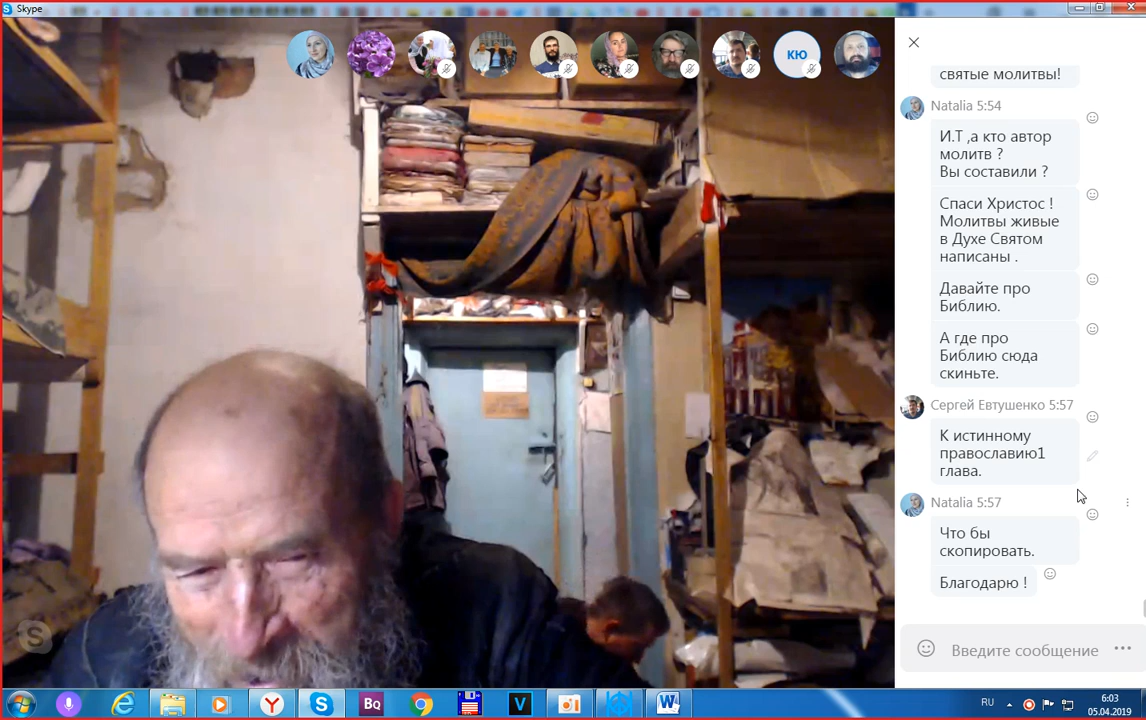 Skype
КЮ
святые молитвы!
Natalia 5:54
И.Т ,а кто автор
молитв ?
Вы составили ?
Спаси Христос !
Молитвы живые
в Духе Святом
написаны .
Давайте про
Библию.
А где про
Библию сюда
скиньте.
Сергей Евтушенко 5:57
К истинному
православию1
глава.
Natalia 5:57
Что бы
скопировать.
Благодарю !
Введите сообщение
Bq
V
W
RU
6:03
05.04.2019